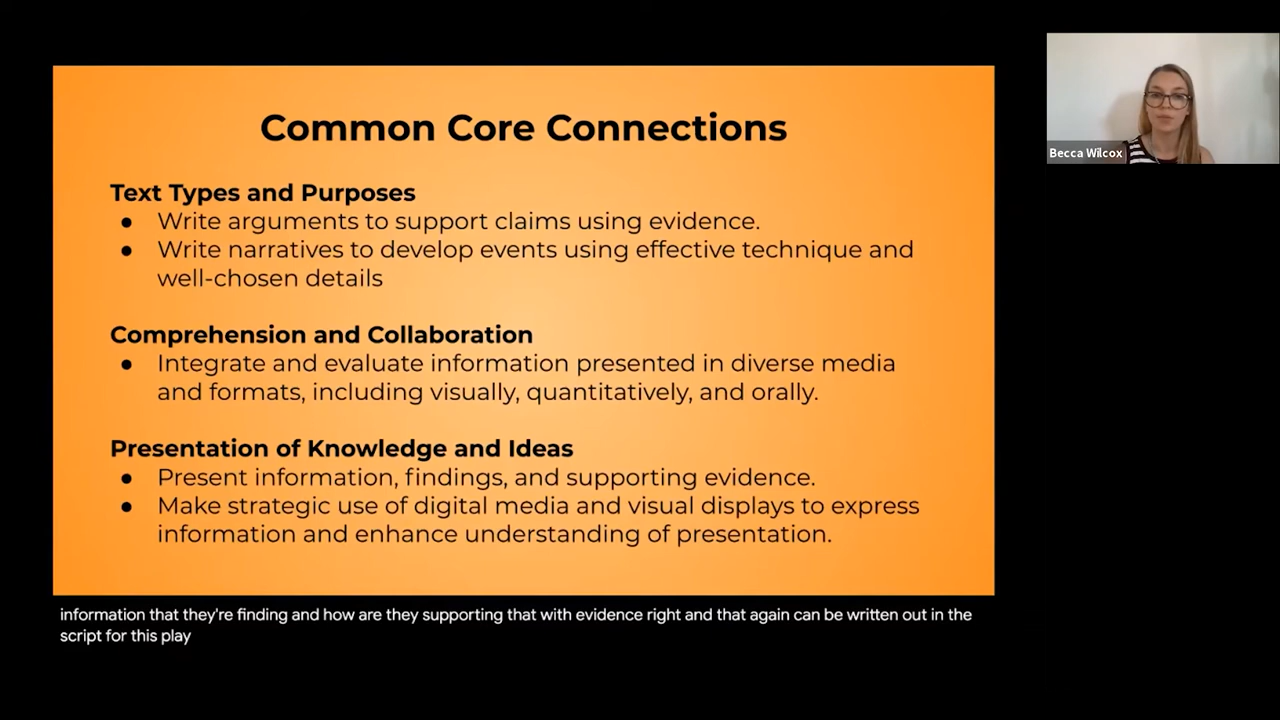 Common Core Connections
Text Types and Purposes
● Write arguments to support claims using evidence.
● Write narratives to develop events using effective technique and
well-chosen details
Comprehension and Collaboration
● Integrate and evaluate information presented in diverse media
and formats, including visually, quantitatively, and orally.
Presentation of Knowledge and Ideas
● Present information, findings, and supporting evidence.
● Make strategic use of digital media and visual displays to express
information and enhance understanding of presentation.
Becca Wilcox
information that they're finding and how are they supporting that with evidence right and that again can be written out in the
script for this play